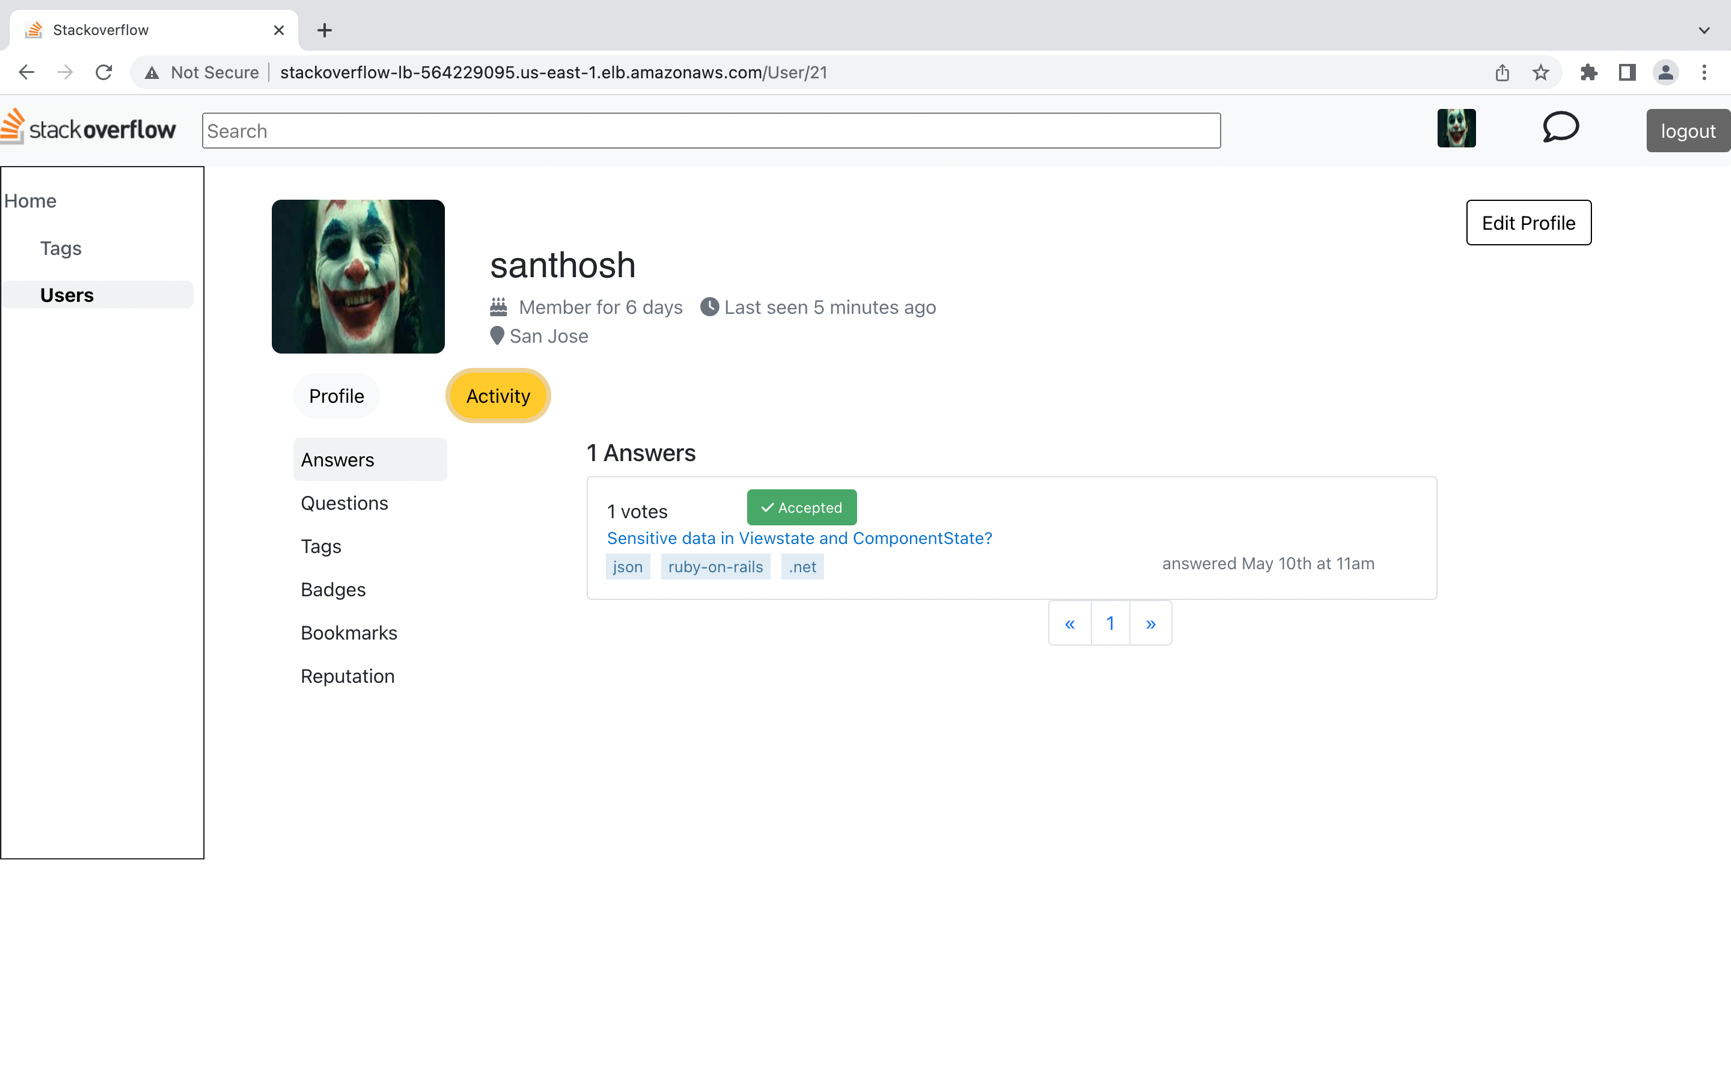 Stackoverflow
Not Secure stackoverflow-lb-564229095.us-east-1.elb.amazonaws.com/User/21
stackoverflow
Search
logout
Home
Tags
Users
Edit Profile
santhosh
Member for 6 days Last seen 5 minutes ago
San Jose
Profile
Activity
Answers
Questions
Tags
Badges
Bookmarks
Reputation
1 Answers
1 votes
Accepted
Sensitive data in Viewstate and ComponentState?
json ruby-on-rails .net
answered May 10th at 11am
« 1 »